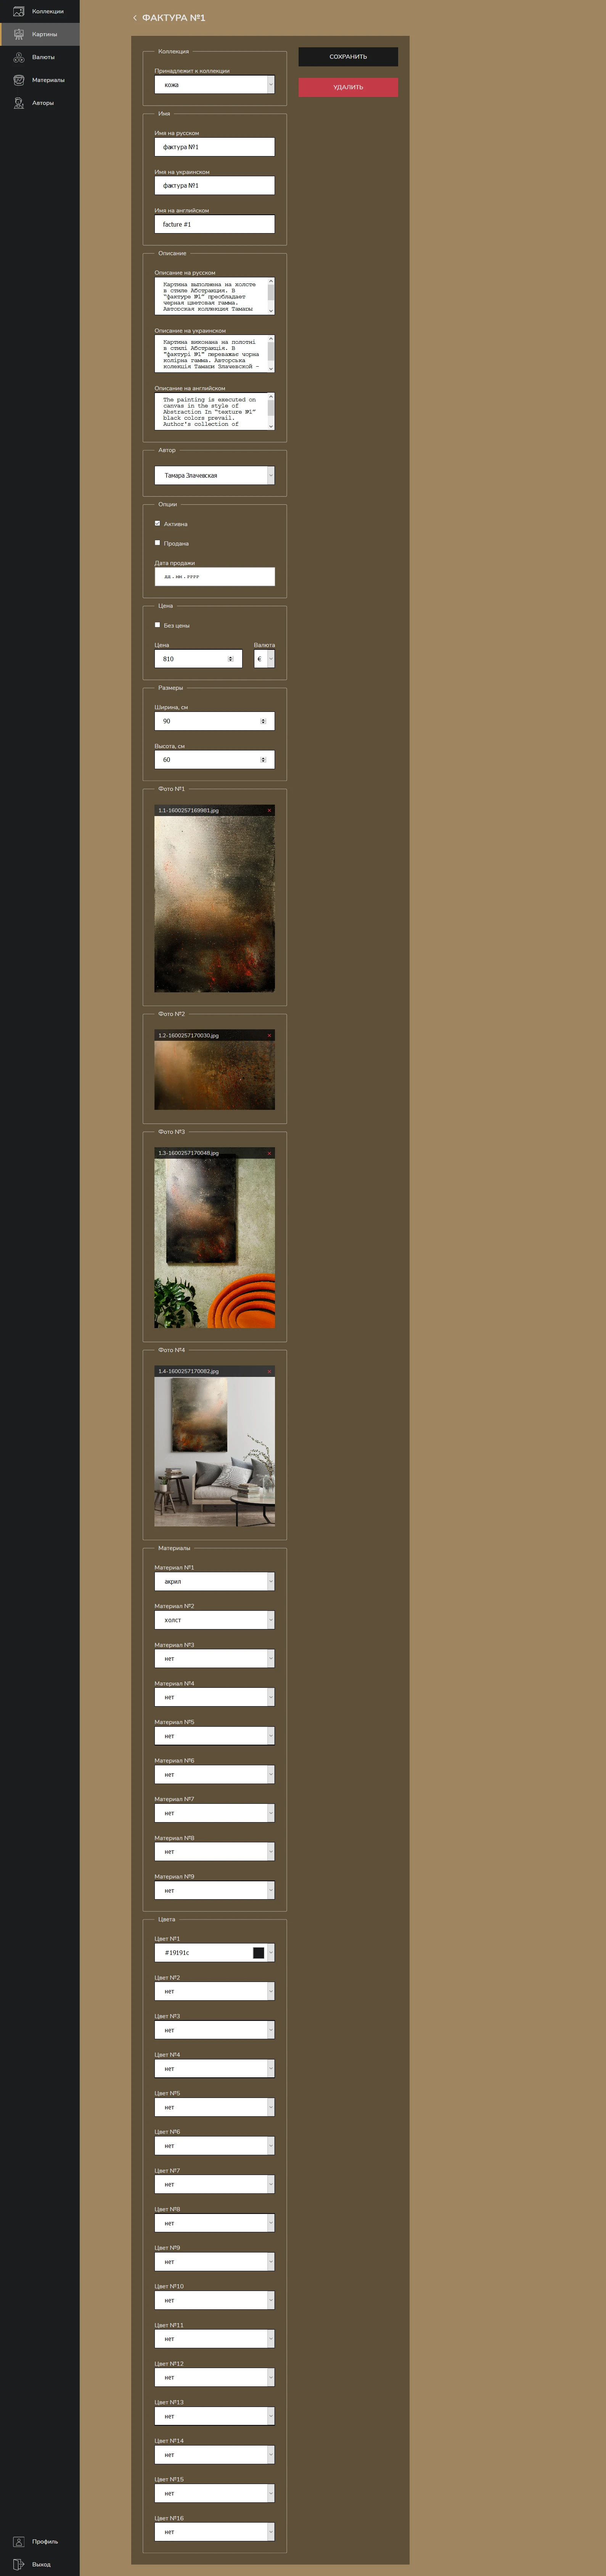 Коллекции
Картины
Валюты
Материалы
Авторы
ФАКТУРА №1
СОХРАНИТЬ
УДАЛИТЬ
Коллекция
Принадлежит к коллекции
кожа
Имя
Имя на русском
фактура №1
Имя на украинском
фактура №1
Имя на английском
facture #1
Описание
Описание на русском
Картина выполнена на холсте
в стиле Абстракция. В
"фактуре №1" преобладает
черная цветовая гамма.
Авторская коллекция Тамары
Описание на украинском
Картина виконана на полотні
в стилі Абстракція. В
"фактурі №1" переважає чорна
колірна гамма. Авторська
колекція Тамари Злачевской -
Описание на английском
The painting is executed on
canvas in the style of
Abstraction In "texture №1"
black colors prevail.
Author's collection of
Автор
Тамара Злачевская
Опции
Активна
Продана
Дата продажи
дд - мм - гггг
Цена
Без цены
Цена Валюта
810 €
Размеры
Ширина, см
90
Высота, см
60
Фото №1
1.1-1600257169981.jpg
Фото №2
1.2-1600257170030.jpg
Фото №3
1.3-1600257170048.jpg
Фото №4
1.4-1600257170082.jpg
Материалы
Материал №1
акрил
Материал №2
холст
Материал №3
нет
Материал №4
нет
Материал №5
нет
Материал №6
нет
Материал №7
нет
Материал №8
нет
Материал №9
нет
Цвета
Цвет №1
#19191c
Цвет №2
нет
Цвет №3
нет
Цвет №4
нет
Цвет №5
нет
Цвет №6
нет
Цвет №7
нет
Цвет №8
нет
Цвет №9
нет
Цвет №10
нет
Цвет №11
нет
Цвет №12
нет
Цвет №13
нет
Цвет №14
нет
Цвет №15
нет
Цвет №16
нет
Профиль
Выход